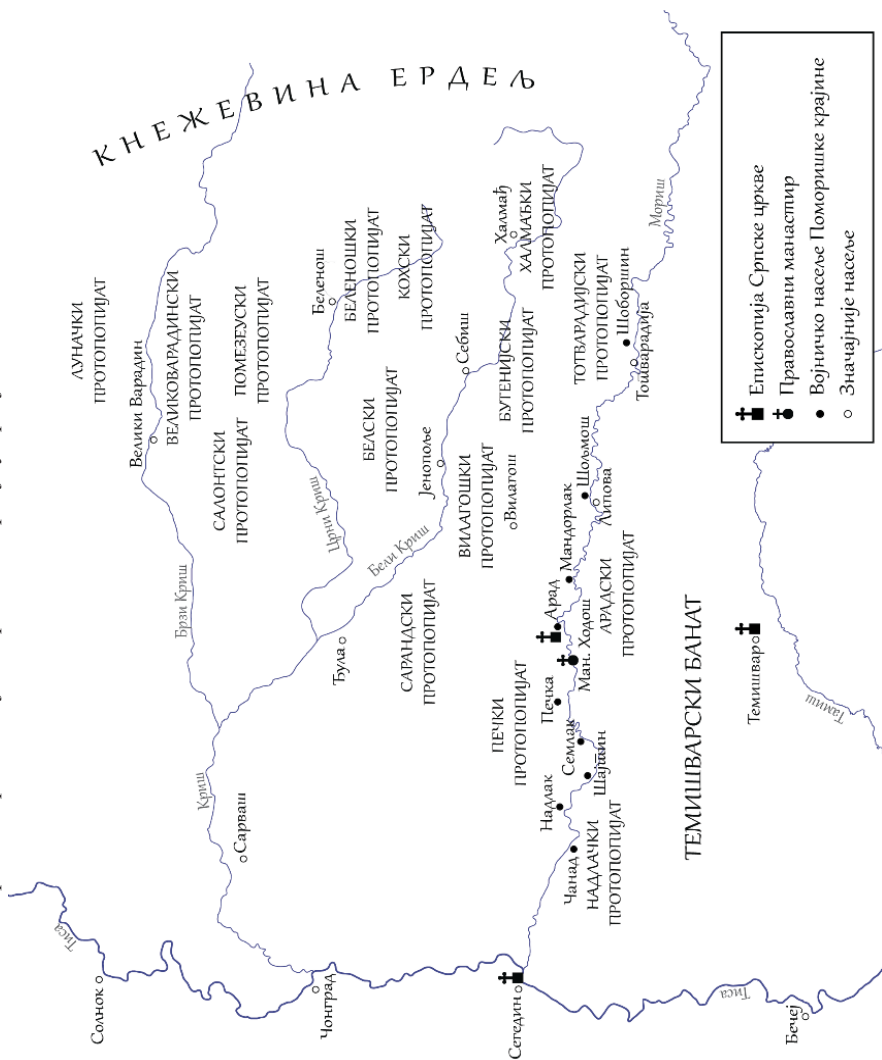 КНЕЖЕВИНА ЕРДЕЉ
ЛУНАЧКИ
ПРОТОПОПИЈАТ
Тиса
Солнок
Велики Варадин
ВЕЛИКОВАРАДИНСКИ
ПРОТОПОПИЈАТ
Брзи Криш
Криш
Сарваш
САЛОНТСКИ
ПРОТОПОПИЈАТ
ПОМЕЗЕУСКИ
ПРОТОПОПИЈАТ
Чонград
Ђула
Црни Криш
Беленош
БЕЛЕНОШКИ
ПРОТОПОПИЈАТ
БЕЛСКИ
ПРОТОПОПИЈАТ
КОХСКИ
ПРОТОПОПИЈАТ
Бели Криш
САРАНДСКИ
ПРОТОПОПИЈАТ
Јенопоље
Себиш
ВИЛАГОШКИ
ПРОТОПОПИЈАТ
Вилагош
БУТЕНИЈСКИ
ПРОТОПОПИЈАТ
Халмађ
ХАЛМАЂКИ
ПРОТОПОПИЈАТ
Сегедин
ПЕЧКИ
ПРОТОПОПИЈАТ
Надлак
Печка
Арад
Мандорлак
Чанад
Семлак
Шајтин
Ман. Ходош
Шољмош
Липова
НАДЛАЧКИ
ПРОТОПОПИЈАТ
АРАДСКИ
ПРОТОПОПИЈАТ
ТОТВАРАДИЈСКИ
ПРОТОПОПИЈАТ
Шоборшин
Тотварадија
Мориш
ТЕМИШВАРСКИ БАНАТ
Тиса
Бечеј
Темишвар
Тамиш
Епископија Српске цркве
Православни манастир
Војничко насеље Поморишке крајине
Значајније насеље